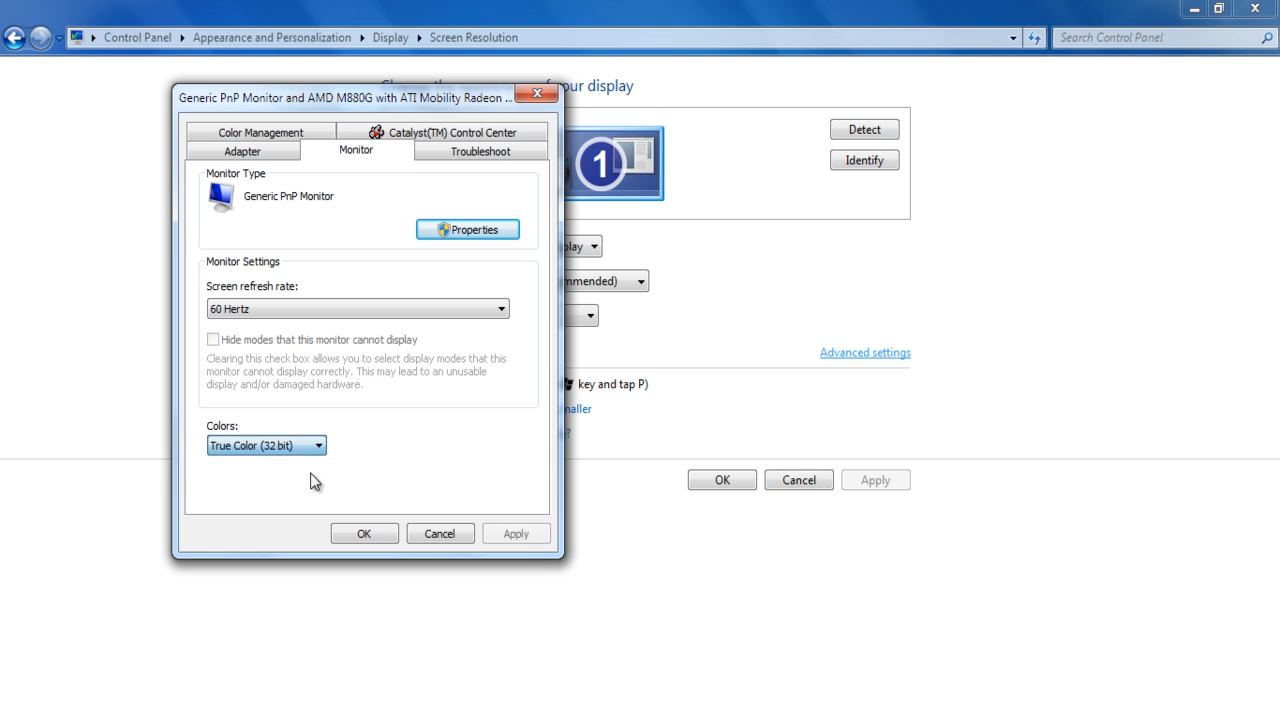 Control Panel
Appearance and Personalization
Display
Screen Resolution
Search Control Panel
our display
Generic PnP Monitor and AMD M880G with ATI Mobility Radeon ...
Color Management
Catalyst(TM) Control Center
Adapter
Monitor
Troubleshoot
Monitor Type
Generic PnP Monitor
Properties
Monitor Settings
Screen refresh rate:
60 Hertz
Hide modes that this monitor cannot display
Clearing this check box allows you to select display modes that this
monitor cannot display correctly. This may lead to an unusable
display and/or damaged hardware.
Colors:
True Color (32 bit)
OK
Cancel
Apply
1
Detect
Identify
play
mmended)
Advanced settings
key and tap P)
naller
?
OK
Cancel
Apply